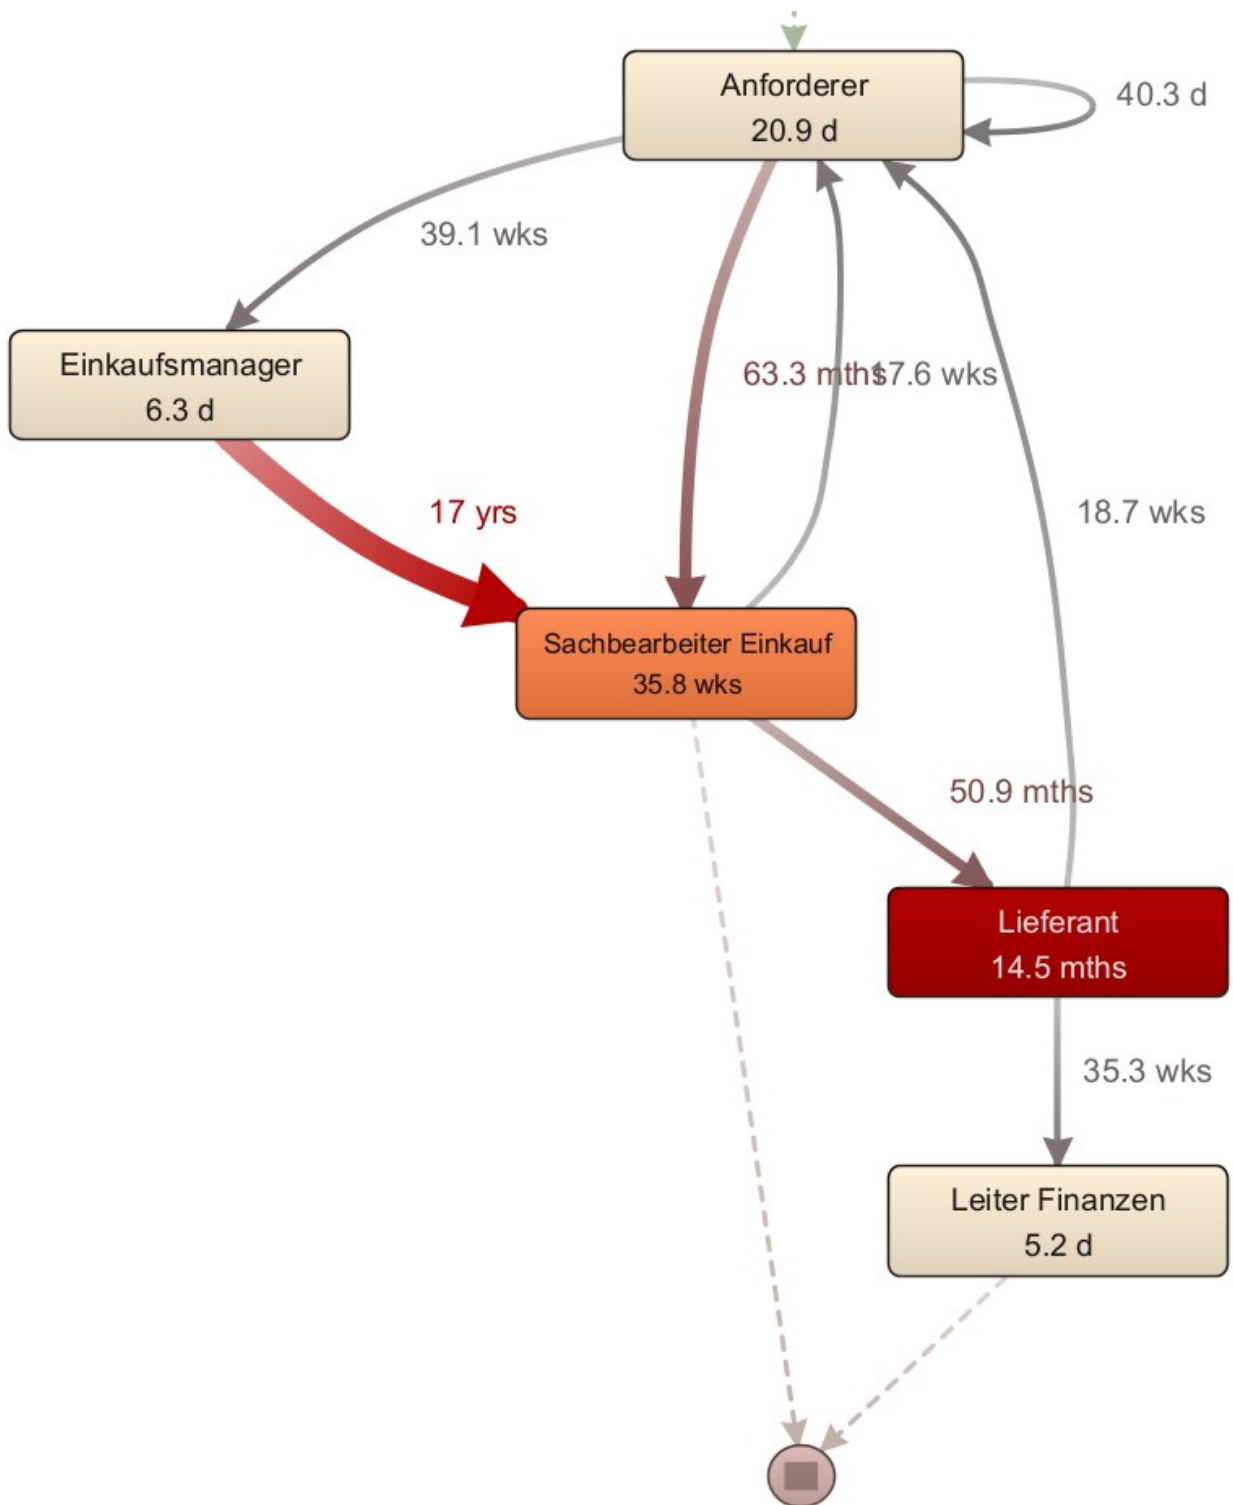 Anforderer
20.9 d
40.3 d
39.1 wks
Einkaufsmanager
6.3 d
63.3 mths
17.6 wks
17 yrs
18.7 wks
Sachbearbeiter Einkauf
35.8 wks
50.9 mths
Lieferant
14.5 mths
35.3 wks
Leiter Finanzen
5.2 d